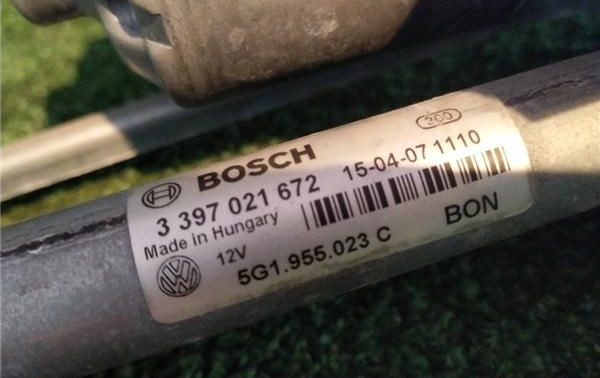 300
BOSCH 15-04-07 1110
3 397 021 672
Made in Hungary
12V BON
5G1.955.023 C